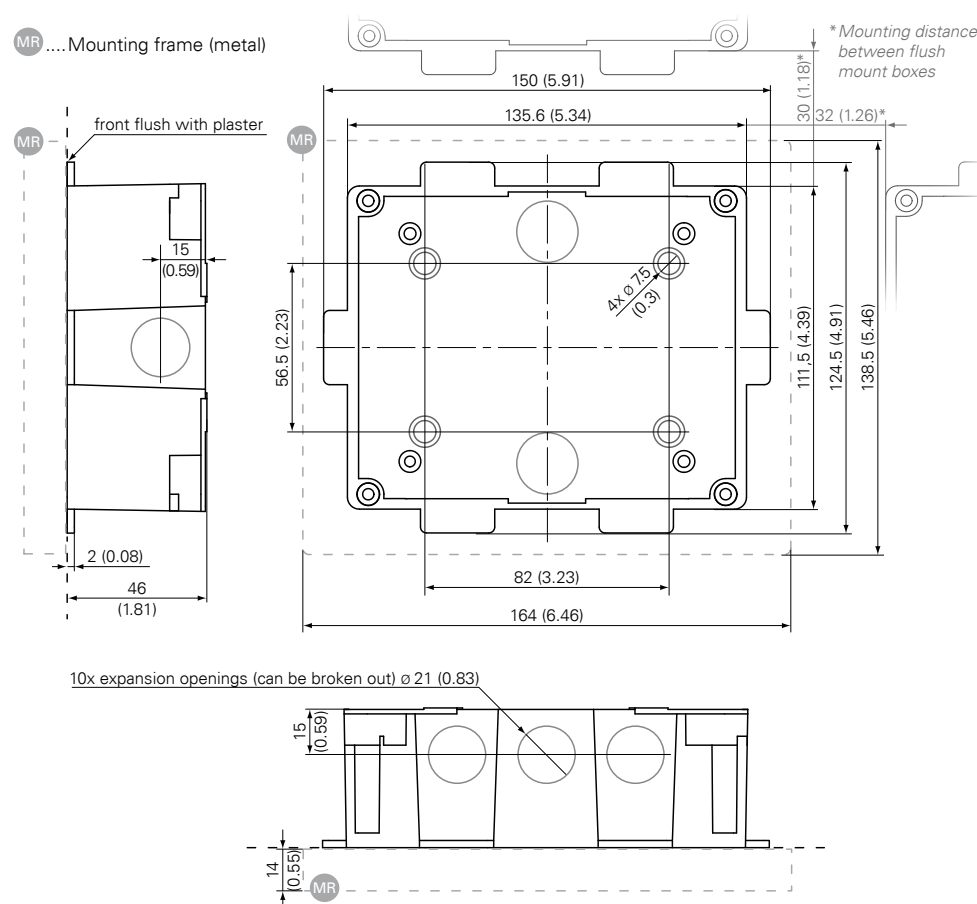 MR ....Mounting frame (metal)
* Mounting distance
between flush
mount boxes
150 (5.91)
30 (1.18)*
135.6 (5.34)
32 (1.26)*
front flush with plaster
MR
MR
15
(0.59)
4x ø 7.5
(0.3)
56.5 (2.23)
111,5 (4.39)
124.5 (4.91)
138.5 (5.46)
2 (0.08)
46
(1.81)
82 (3.23)
164 (6.46)
10x expansion openings (can be broken out) ø 21 (0.83)
15
(0.59)
14
(0.55)
MR